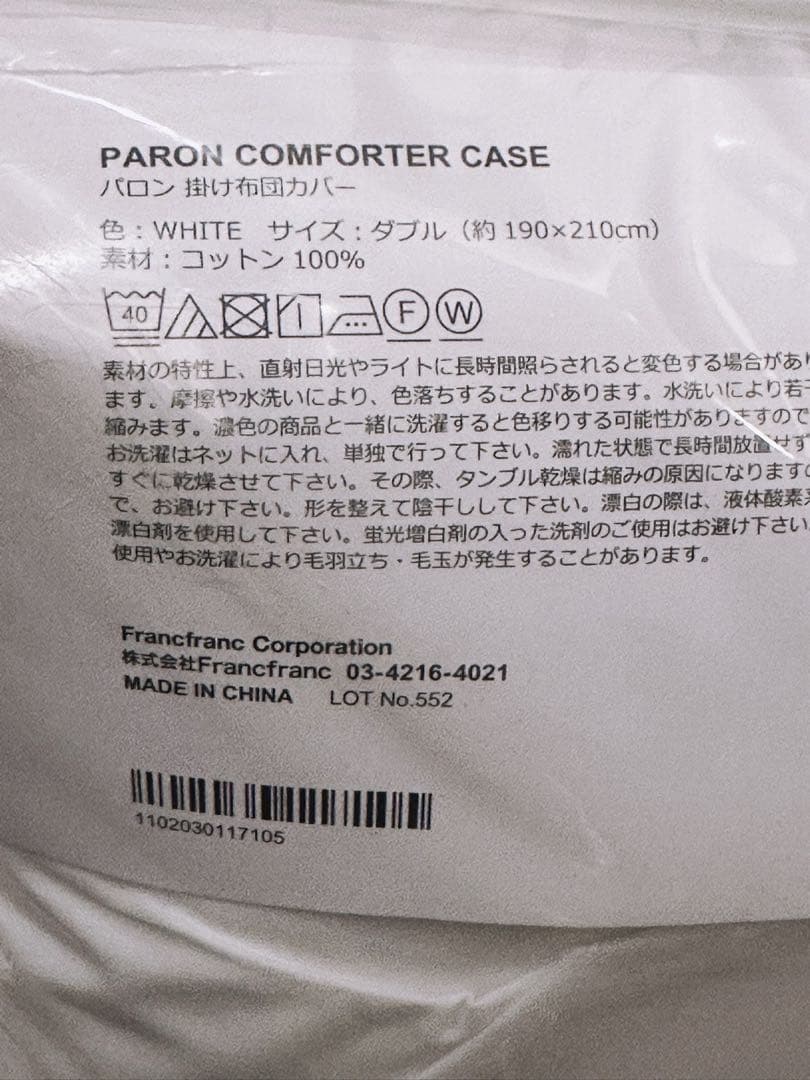 PARON COMFORTER CASE
パロン 掛け布団カバー
色：WHITE　サイズ：ダブル（約 190×210cm）
素材：コットン 100%
40 F W
素材の特性上、直射日光やライトに長時間照らされると変色する場合があり
ます。摩擦や水洗いにより、色落ちすることがあります。水洗いにより若干
縮みます。濃色の商品と一緒に洗濯すると色移りする可能性がありますので
お洗濯はネットに入れ、単独で行って下さい。濡れた状態で長時間放置せず
すぐに乾燥させて下さい。その際、タンブル乾燥は縮みの原因になりますの
で、お避け下さい。形を整えて陰干しして下さい。漂白の際は、液体酸素系
漂白剤を使用して下さい。蛍光増白剤の入った洗剤のご使用はお避け下さい。
使用やお洗濯により毛羽立ち・毛玉が発生することがあります。
Francfranc Corporation
株式会社Francfranc 03-4216-4021
MADE IN CHINA LOT No.552
1102030117105